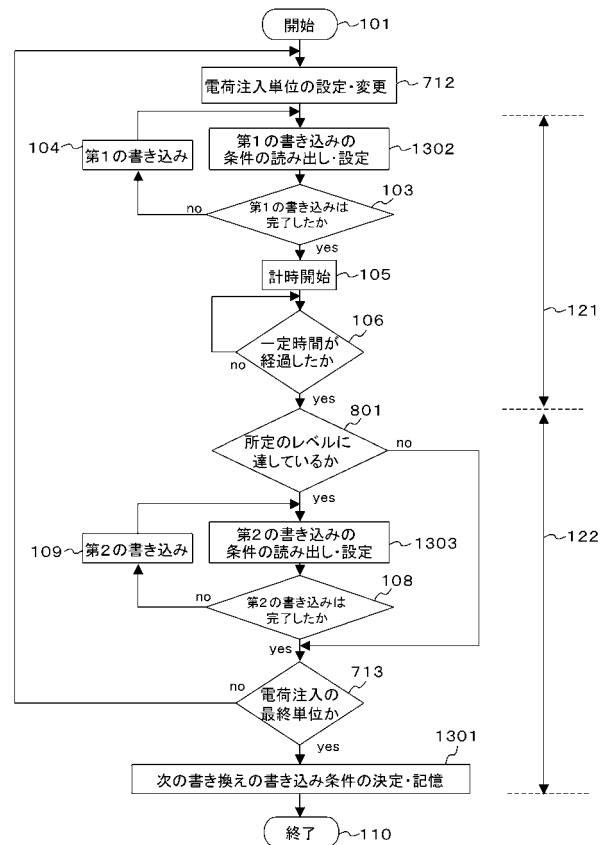 開始
101
電荷注入単位の設定・変更
712
104
第1の書き込み
第1の書き込みの
条件の読み出し・設定
1302
103
no
第1の書き込みは
完了したか
yes
計時開始
105
121
106
一定時間が
経過したか
no
yes
801
所定のレベルに
達しているか
no
yes
109
第2の書き込み
第2の書き込みの
条件の読み出し・設定
1303
122
108
no
第2の書き込みは
完了したか
yes
713
no
電荷注入の
最終単位か
yes
1301
次の書き換えの書き込み条件の決定・記憶
終了
110